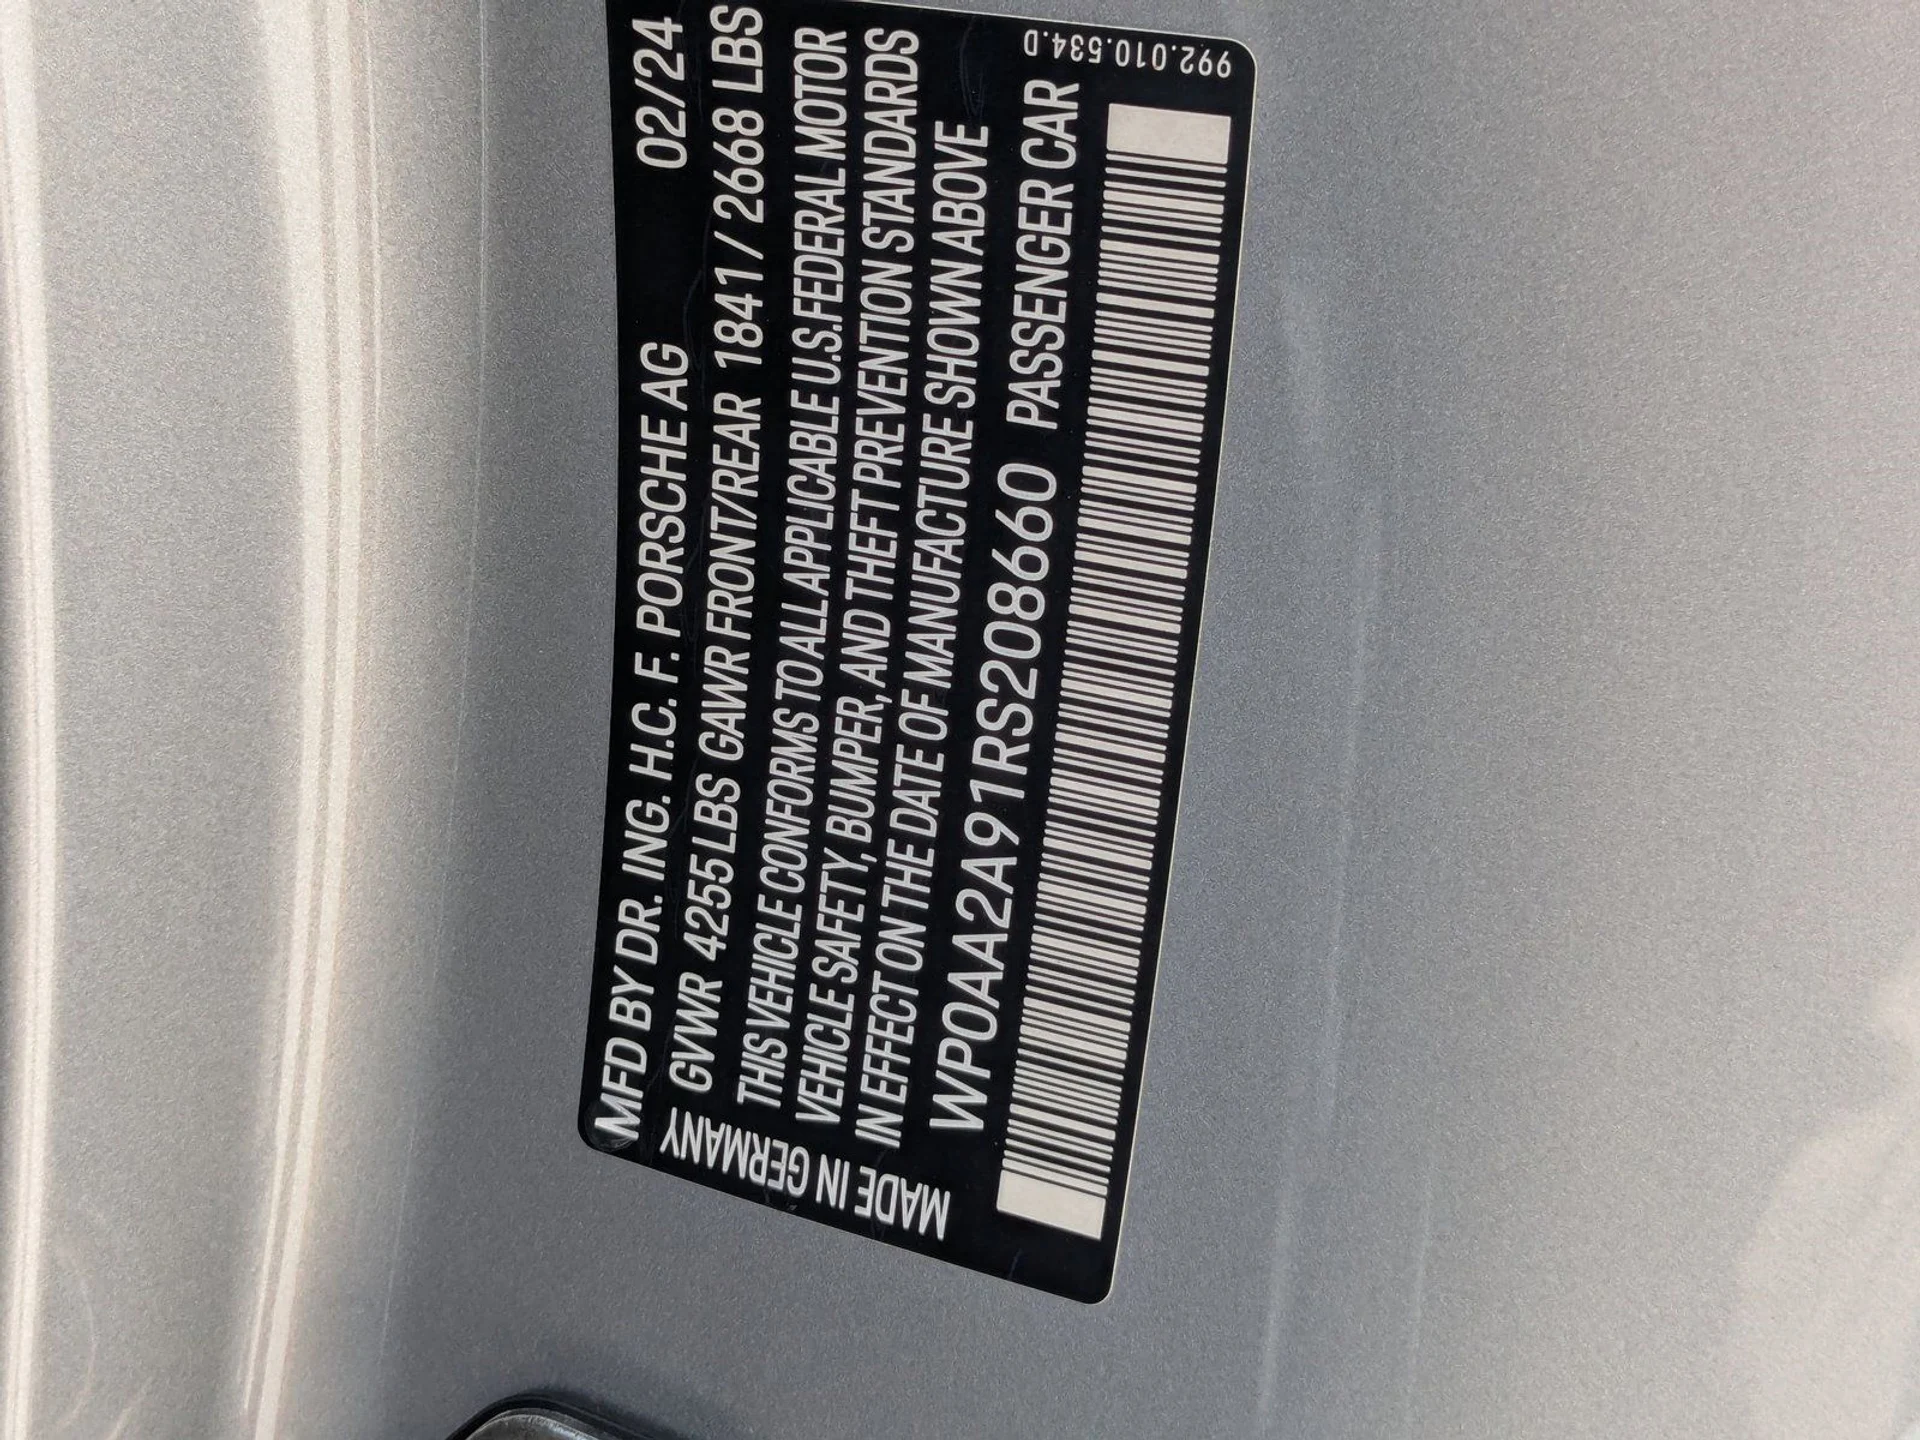 MFD BY DR. ING. H.C. F. PORSCHE AG 02/24
GVWR 4255 LBS GAWR FRONT/REAR 1841 / 2668 LBS
THIS VEHICLE CONFORMS TO ALL APPLICABLE U.S.FEDERAL MOTOR
VEHICLE SAFETY, BUMPER, AND THEFT PREVENTION STANDARDS
IN EFFECT ON THE DATE OF MANUFACTURE SHOWN ABOVE
WP0AA2A91RS208660 PASSENGER CAR
MADE IN GERMANY
992.010.534.D